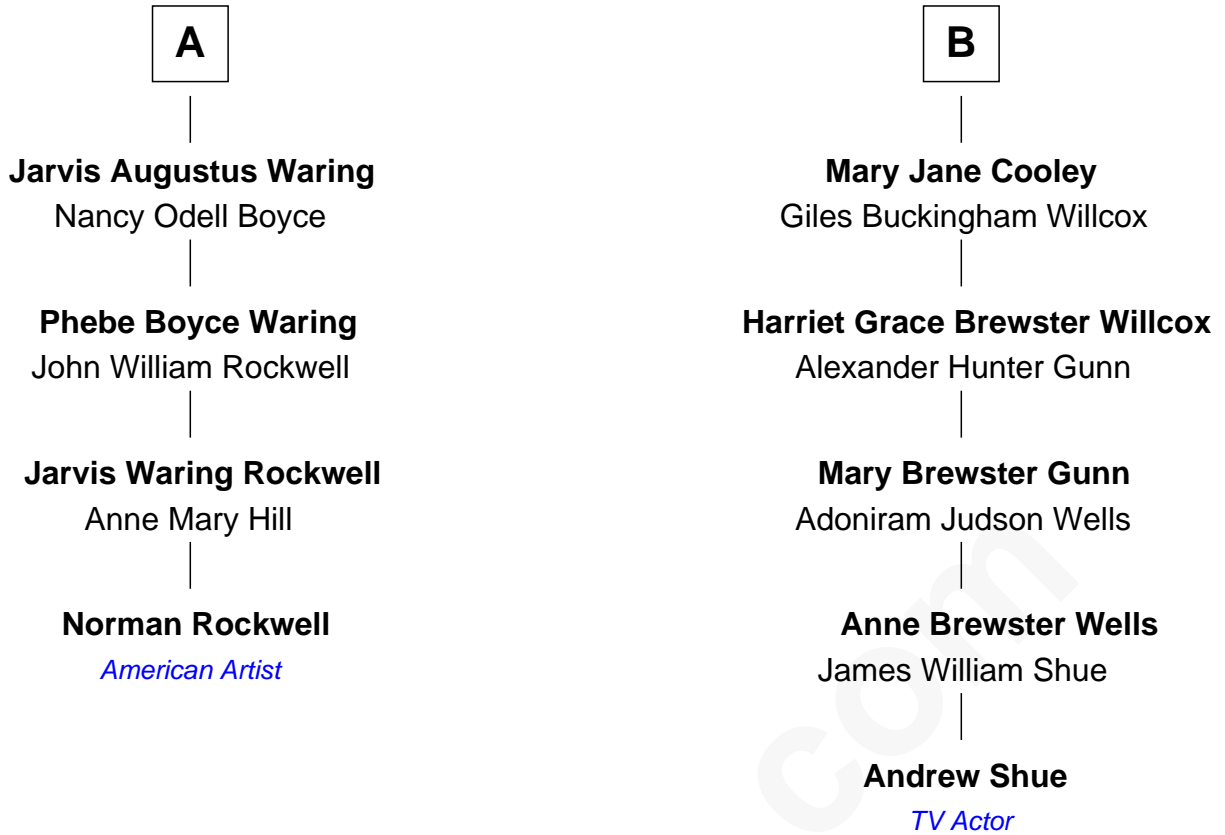 A
Jarvis Augustus Waring
Nancy Odell Boyce
Phebe Boyce Waring
John William Rockwell
Jarvis Waring Rockwell
Anne Mary Hill
Norman Rockwell
American Artist
B
Mary Jane Cooley
Giles Buckingham Willcox
Harriet Grace Brewster Willcox
Alexander Hunter Gunn
Mary Brewster Gunn
Adoniram Judson Wells
Anne Brewster Wells
James William Shue
Andrew Shue
TV Actor
com